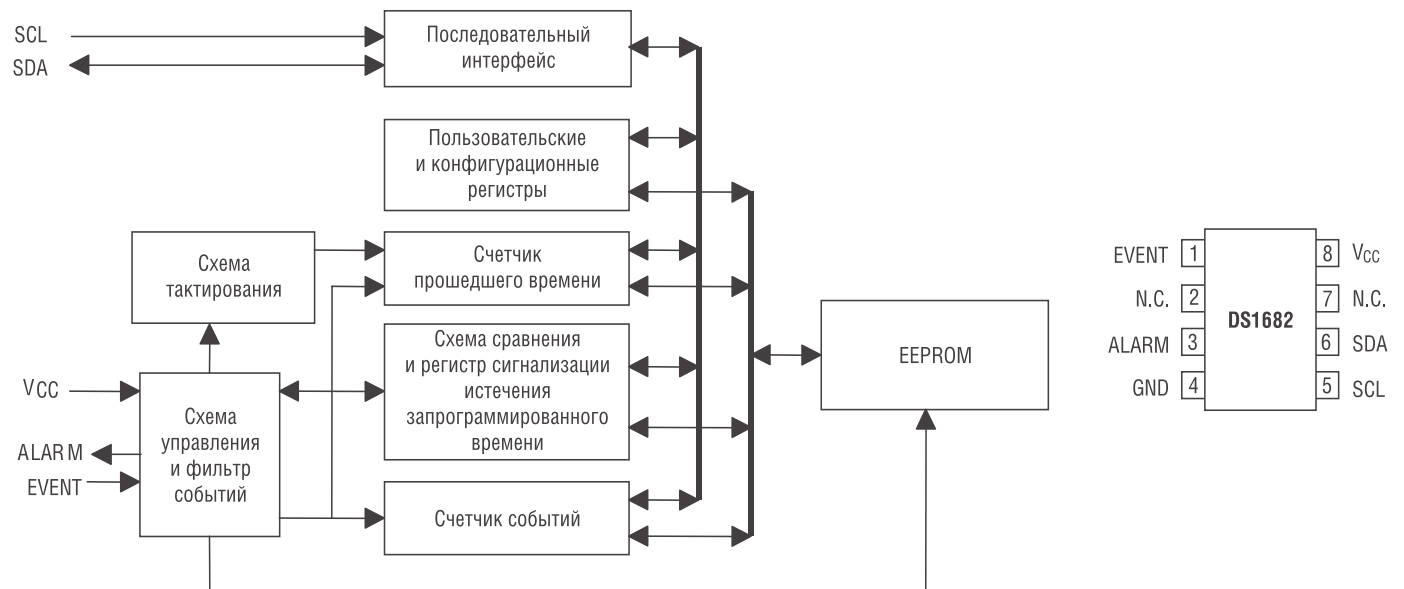 SCL
SDA
Последовательный
интерфейс
Пользовательские
и конфигурационные
регистры
Схема
тактирования
Счетчик
прошедшего времени
Схема сравнения
и регистр сигнализации
истечения
запрограммированного
времени
VCC
ALARM
EVENT
Схема
управления
и фильтр
событий
Счетчик событий
EEPROM
EVENT 1
N.C. 2
ALARM 3
GND 4
DS1682
8 VCC
7 N.C.
6 SDA
5 SCL